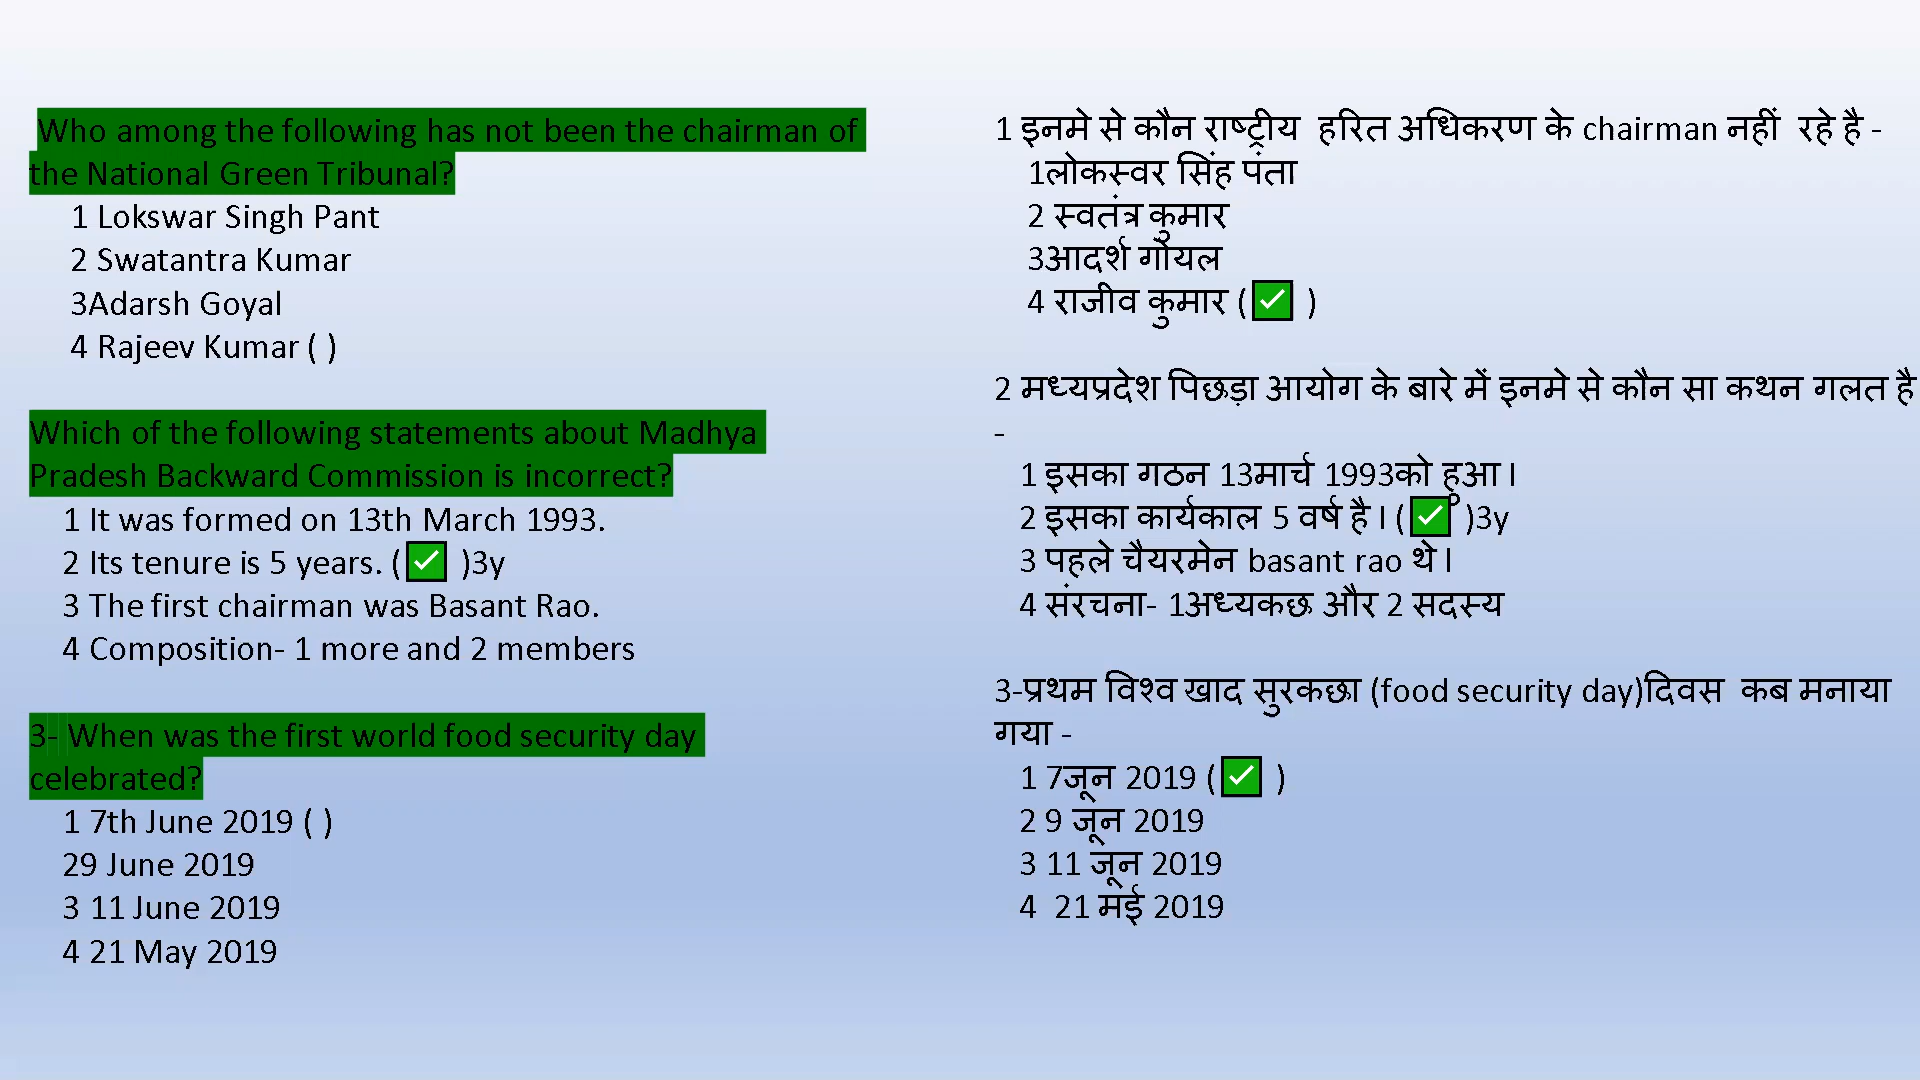 Who among the following has not been the chairman of
the National Green Tribunal?
1 Lokswar Singh Pant
2 Swatantra Kumar
3Adarsh Goyal
4 Rajeev Kumar ( )
Which of the following statements about Madhya
Pradesh Backward Commission is incorrect?
1 It was formed on 13th March 1993.
2 Its tenure is 5 years. (✅ )3y
3 The first chairman was Basant Rao.
4 Composition- 1 more and 2 members
3- When was the first world food security day
celebrated?
1 7th June 2019 ( )
29 June 2019
3 11 June 2019
4 21 May 2019
1 इनमे से कौन राष्ट्रीय हरित अधिकरण के chairman नहीं रहे है -
1लोकस्वर सिंह पंता
2 स्वतंत्र कुमार
3आदर्श गोयल
4 राजीव कुमार (✅ )
2 मध्यप्रदेश पिछड़ा आयोग के बारे में इनमे से कौन सा कथन गलत है
-
1 इसका गठन 13मार्च 1993को हुआ l
2 इसका कार्यकाल 5 वर्ष है l (✅ )3y
3 पहले चैयरमेन basant rao थे l
4 संरचना- 1अध्यकछ और 2 सदस्य
3-प्रथम विश्व खाद सुरकछा (food security day)दिवस कब मनाया
गया -
1 7जून 2019 (✅ )
2 9 जून 2019
3 11 जून 2019
4 21 मई 2019